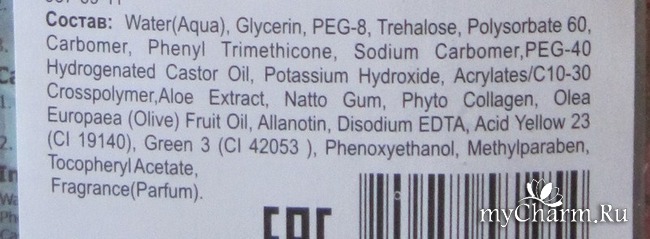 Состав: Water(Aqua), Glycerin, PEG-8, Trehalose, Polysorbate 60,
Carbomer, Phenyl Trimethicone, Sodium Carbomer,PEG-40
Hydrogenated Castor Oil, Potassium Hydroxide, Acrylates/C10-30
Crosspolymer,Aloe Extract, Natto Gum, Phyto Collagen, Olea
Europaea (Olive) Fruit Oil, Allanotin, Disodium EDTA, Acid Yellow 23
(CI 19140), Green 3 (CI 42053 ), Phenoxyethanol, Methylparaben,
Tocopheryl Acetate,
Fragrance(Parfum).
EAC
myCharm.Ru